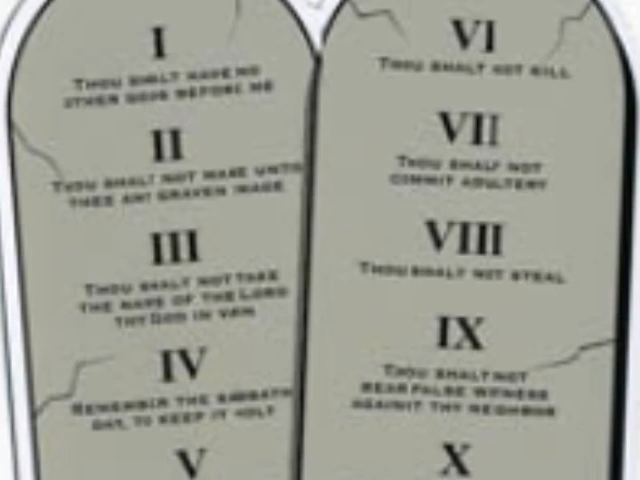 I
THOU SHALT HAVE NO
OTHER GODS BEFORE ME
II
THOU SHALT NOT MAKE UNTO
THEE ANY GRAVEN IMAGE
III
THOU SHALT NOT TAKE
THE NAME OF THE LORD
THY GOD IN VAIN
IV
REMEMBER THE SABBATH
DAY, TO KEEP IT HOLY
V
VI
THOU SHALT NOT KILL
VII
THOU SHALT NOT
COMMIT ADULTERY
VIII
THOU SHALT NOT STEAL
IX
THOU SHALT NOT
BEAR FALSE WITNESS
AGAINST THY NEIGHBOR
X